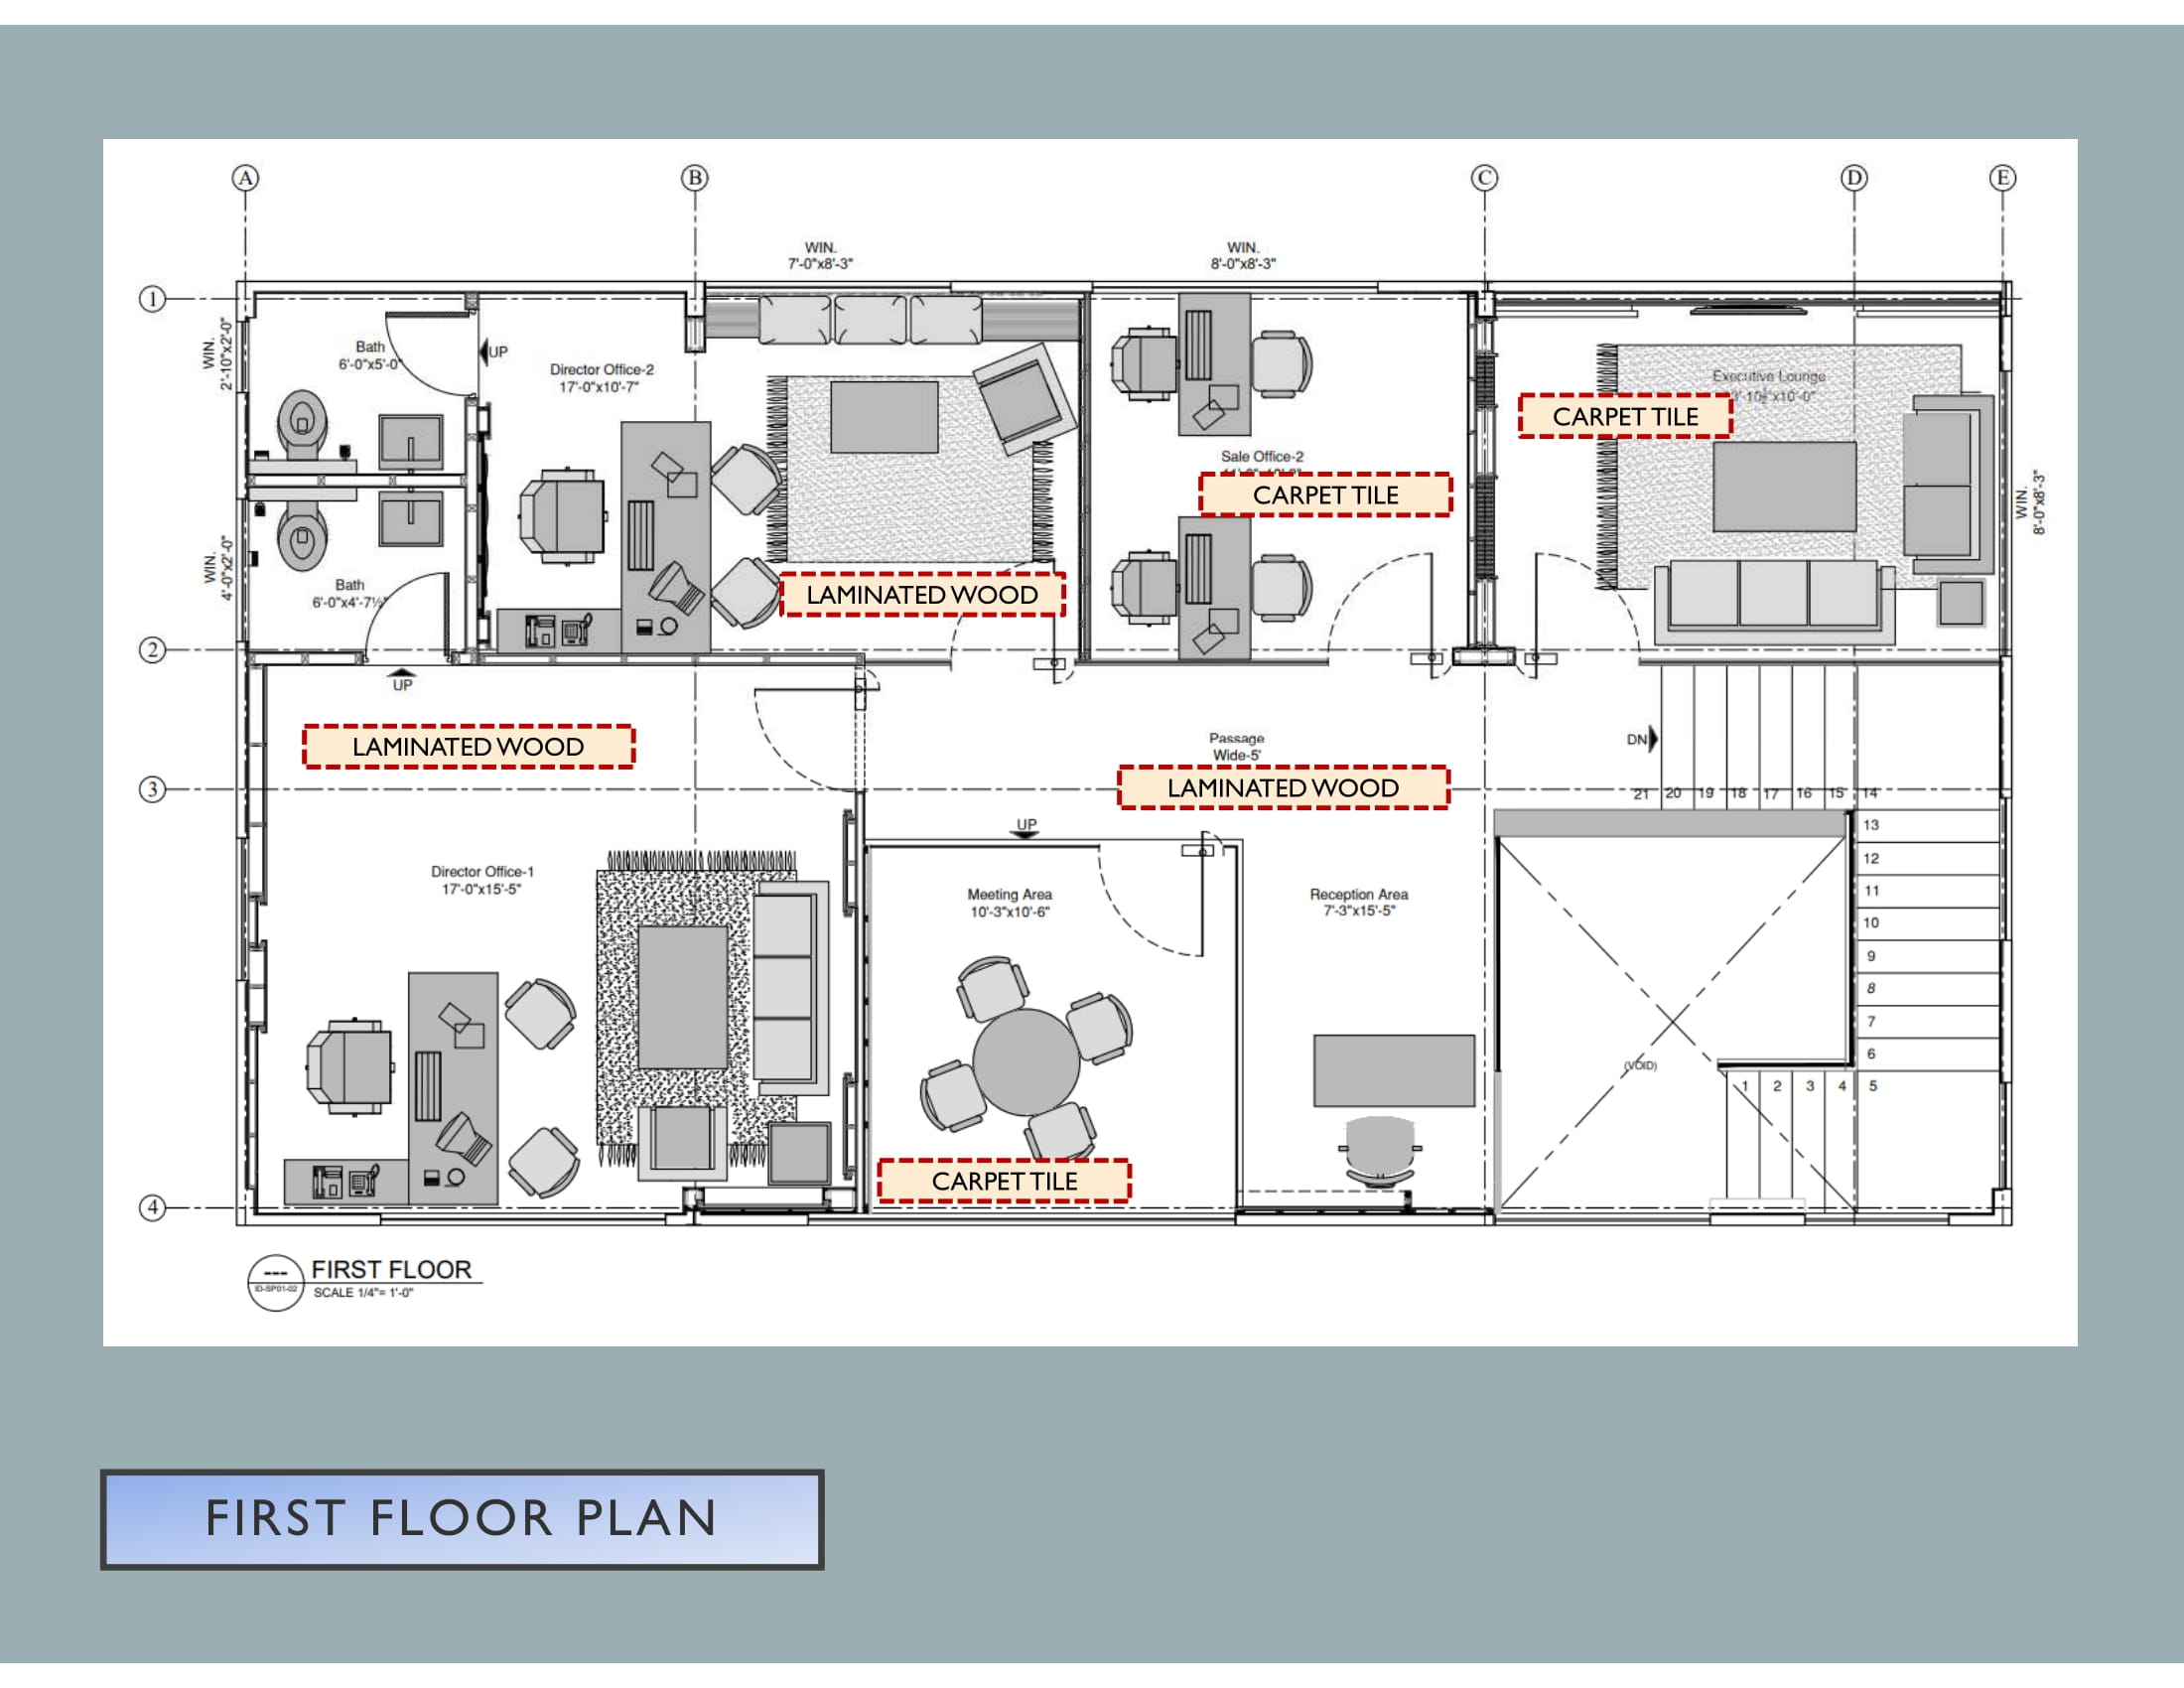 A
B
C
D
E
WIN.
7'-0"x8'-3"
WIN.
8'-0"x8'-3"
1
WIN.
2'-10"x2'-0"
Bath
6'-0"x5'-0"
UP
Director Office-2
17'-0"x10'-7"
Executive Lounge
CARPET TILE
Sale Office-2
CARPET TILE
WIN.
8'-0"x8'-3"
WIN.
4'-0"x2'-0"
Bath
6'-0"x4'-7½"
LAMINATED WOOD
2
UP
LAMINATED WOOD
Passage
Wide-5'
DN
LAMINATED WOOD
3
21 20 19 18 17 16 15 14
13
12
11
10
9
8
7
6
1 2 3 4 5
UP
Director Office-1
17'-0"x15'-5"
Meeting Area
10'-3"x10'-6"
Reception Area
7'-3"x15'-5"
(VOID)
CARPET TILE
4
---
ID-SP01-02
FIRST FLOOR
SCALE 1/4"= 1'-0"
FIRST FLOOR PLAN